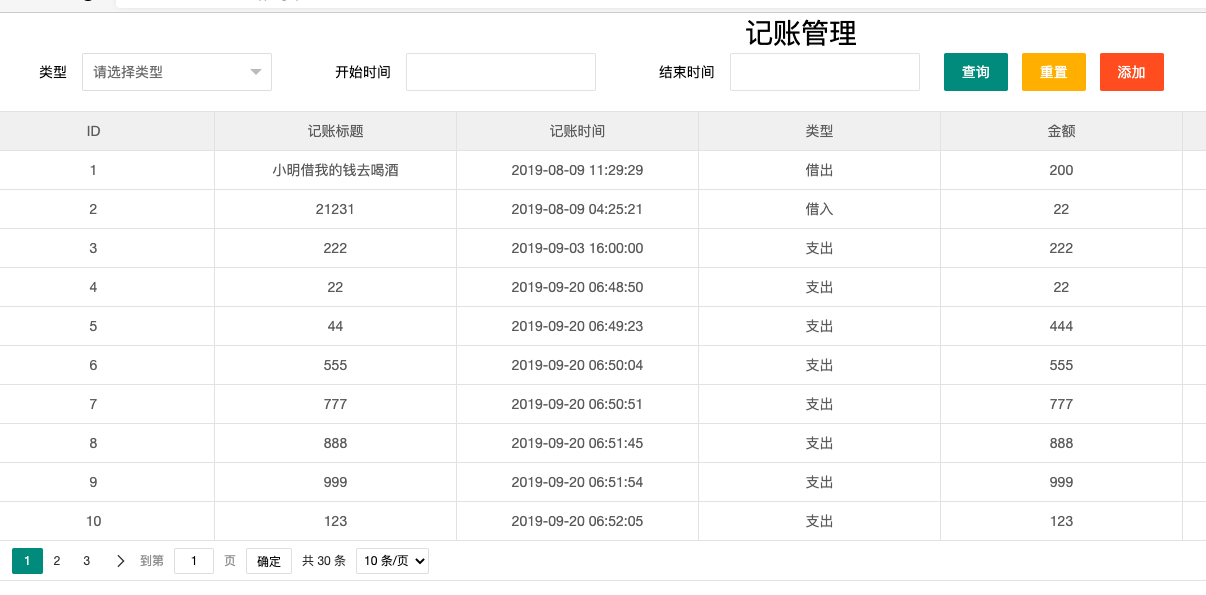 记账管理
类型 请选择类型 开始时间 结束时间 查询 重置 添加
ID 记账标题 记账时间 类型 金额
1 小明借我的钱去喝酒 2019-08-09 11:29:29 借出 200
2 21231 2019-08-09 04:25:21 借入 22
3 222 2019-09-03 16:00:00 支出 222
4 22 2019-09-20 06:48:50 支出 22
5 44 2019-09-20 06:49:23 支出 444
6 555 2019-09-20 06:50:04 支出 555
7 777 2019-09-20 06:50:51 支出 777
8 888 2019-09-20 06:51:45 支出 888
9 999 2019-09-20 06:51:54 支出 999
10 123 2019-09-20 06:52:05 支出 123
1 2 3 到第 1 页 确定 共 30 条 10 条/页